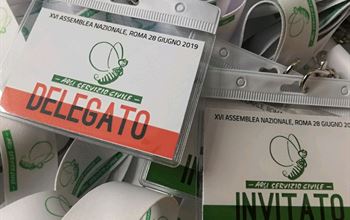 XVI ASSEMBLEA NAZIONALE, ROMA 28 GIUGNO 2019
ARCI SERVIZIO CIVILE
DELEGATO
XVI ASSEMBLEA NAZIONALE, ROMA 28 GIUGNO
ARCI SERVIZIO CIVILE
INVITATO